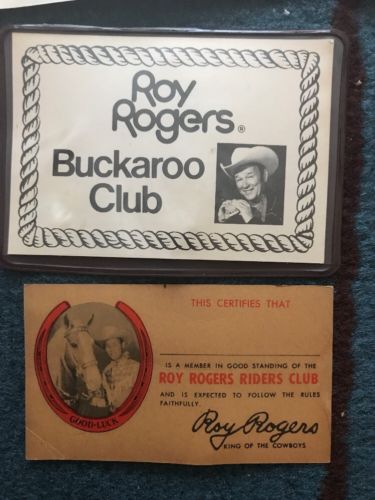 Roy
Rogers®
Buckaroo
Club
THIS CERTIFIES THAT
IS A MEMBER IN GOOD STANDING OF THE
ROY ROGERS RIDERS CLUB
AND IS EXPECTED TO FOLLOW THE RULES
FAITHFULLY.
GOOD-LUCK
Roy Rogers
KING OF THE COWBOYS